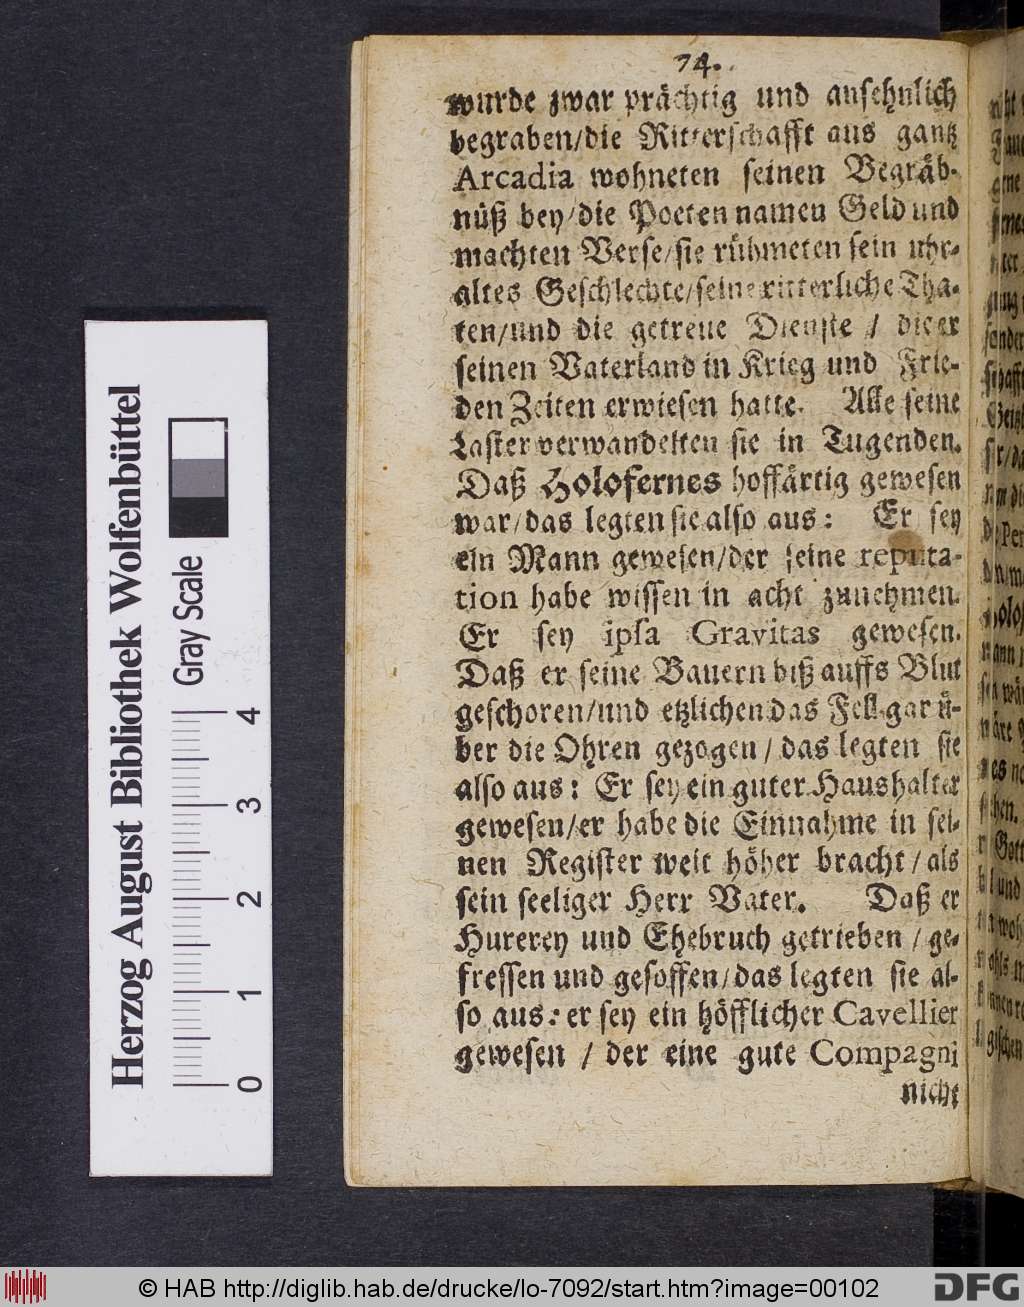 74.
wurde zwar prächtig und ansehnlich
begraben/die Ritterschafft aus gantz
Arcadia wohneten seinen Begräb-
nüß bey/die Poeten namen Geld und
machten Verse/sie rühmeten sein uhr-
altes Geschlechte/seine ritterliche Tha-
ten/und die getreue Dienste / die er
seinen Vaterland in Krieg und Frie-
den Zeiten erwiesen hatte. Alle seine
Laster verwandelten sie in Tugenden.
Daß Holofernes hoffärtig gewesen
war/das legten sie also aus: Er sey
ein Mann gewesen/der seine reputa-
tion habe wissen in acht zunehmen.
Er sey ipsa Gravitas gewesen.
Daß er seine Bauern biß auffs Blut
geschoren/und etzlichen das Fell gar ü-
ber die Ohren gezogen / das legten sie
also aus: Er sey ein guter Haushalter
gewesen/er habe die Einnahme in sei-
nen Register weit höher bracht / als
sein seeliger Herr Vater. Daß er
Hurerey und Ehebruch getrieben / ge-
fressen und gesoffen/das legten sie al-
so aus: er sey ein höfflicher Cavellier
gewesen / der eine gute Compagni
nicht
Herzog August Bibliothek Wolfenbüttel
Gray Scale
0 1 2 3 4
© HAB http://diglib.hab.de/drucke/lo-7092/start.htm?image=00102
DFG